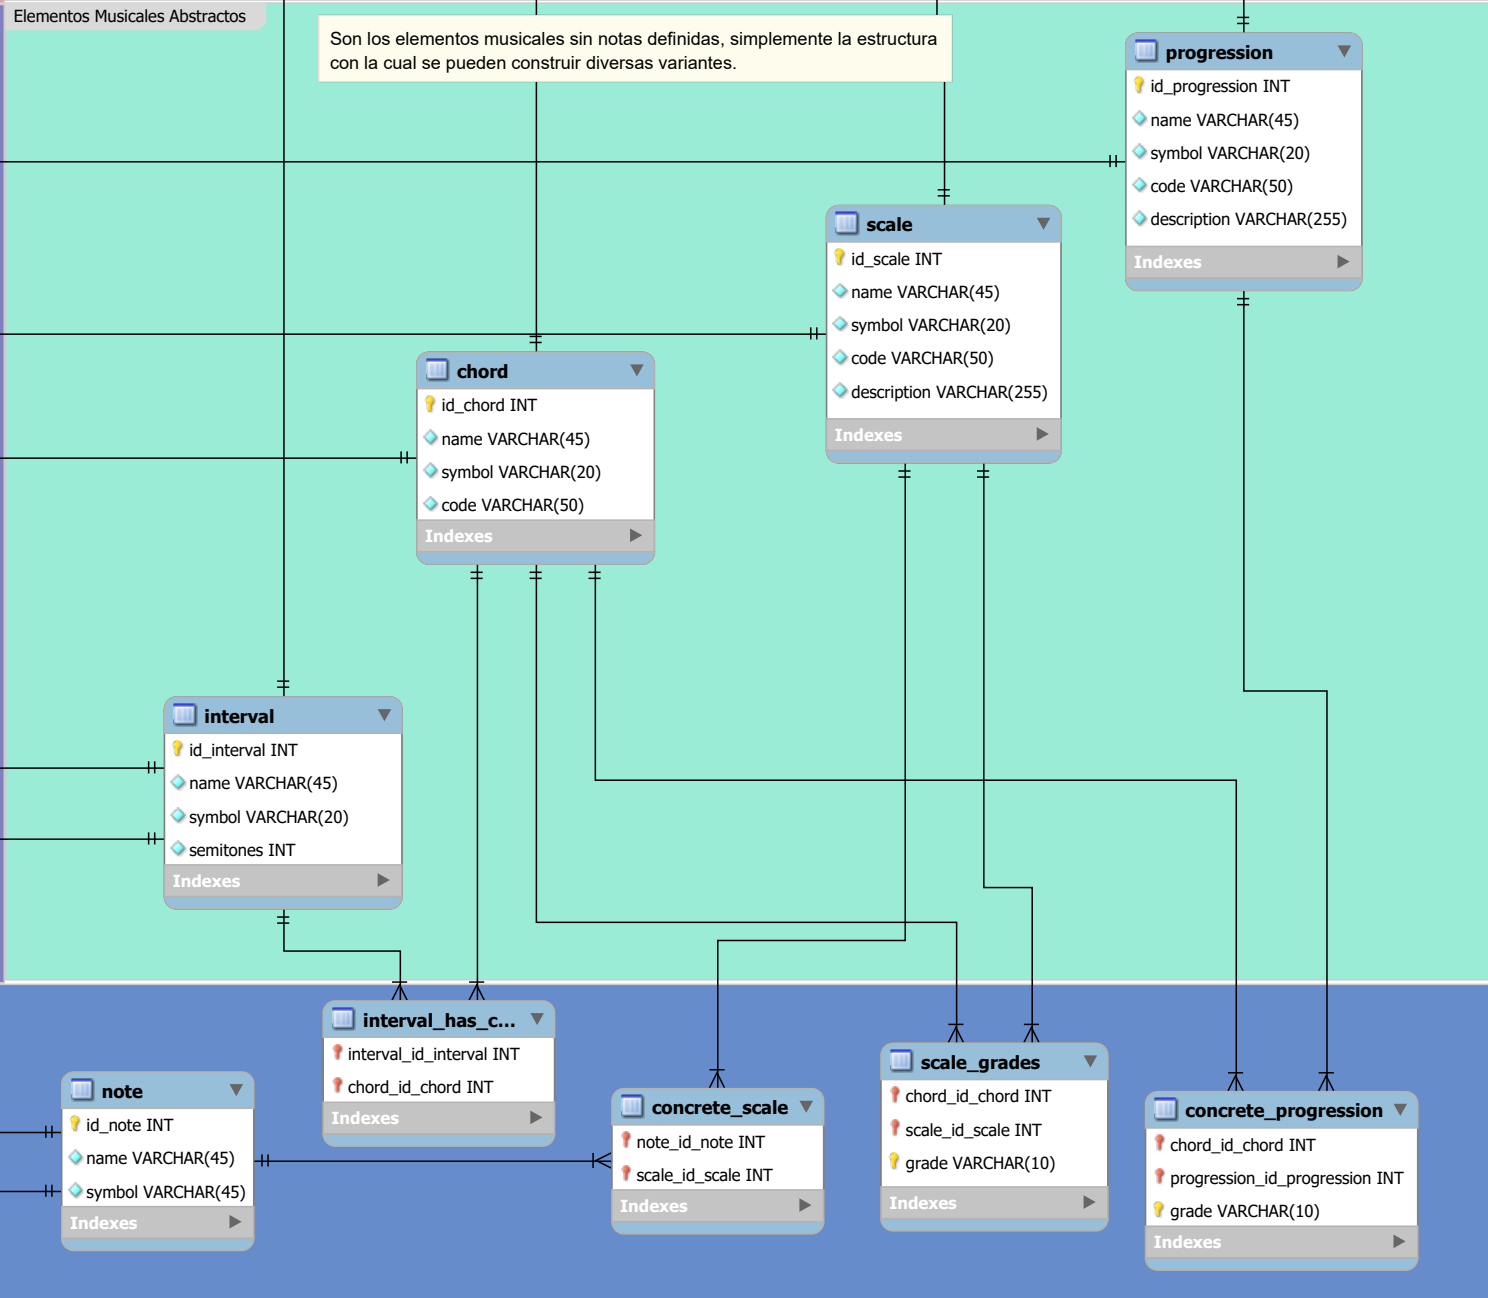 Elementos Musicales Abstractos
Son los elementos musicales sin notas definidas, simplemente la estructura
con la cual se pueden construir diversas variantes.
progression
id_progression INT
name VARCHAR(45)
symbol VARCHAR(20)
code VARCHAR(50)
description VARCHAR(255)
Indexes
scale
id_scale INT
name VARCHAR(45)
symbol VARCHAR(20)
code VARCHAR(50)
description VARCHAR(255)
Indexes
chord
id_chord INT
name VARCHAR(45)
symbol VARCHAR(20)
code VARCHAR(50)
Indexes
interval
id_interval INT
name VARCHAR(45)
symbol VARCHAR(20)
semitones INT
Indexes
interval_has_c...
interval_id_interval INT
chord_id_chord INT
Indexes
note
id_note INT
name VARCHAR(45)
symbol VARCHAR(45)
Indexes
concrete_scale
note_id_note INT
scale_id_scale INT
Indexes
scale_grades
chord_id_chord INT
scale_id_scale INT
grade VARCHAR(10)
Indexes
concrete_progression
chord_id_chord INT
progression_id_progression INT
grade VARCHAR(10)
Indexes